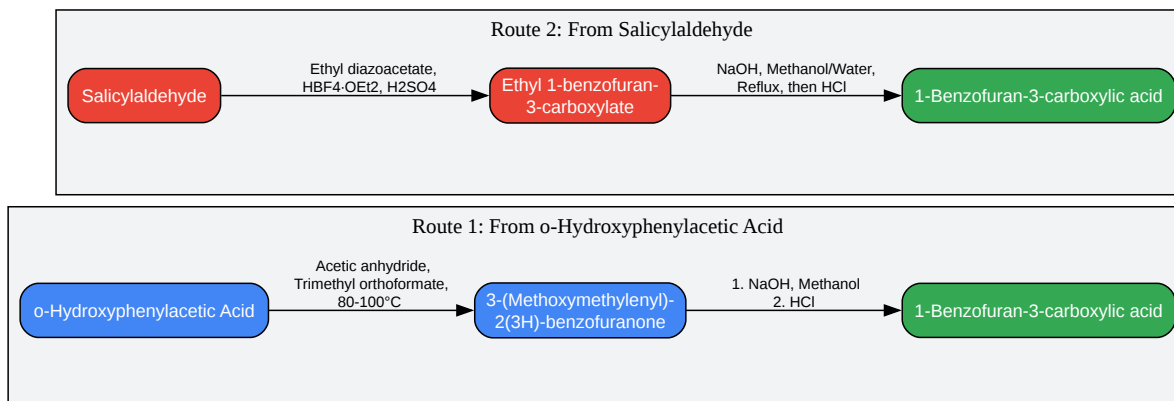 Route 2: From Salicylaldehyde
Salicylaldehyde
Ethyl diazoacetate,
HBF4·OEt2, H2SO4
Ethyl 1-benzofuran-
3-carboxylate
NaOH, Methanol/Water,
Reflux, then HCl
1-Benzofuran-3-carboxylic acid
Route 1: From o-Hydroxyphenylacetic Acid
o-Hydroxyphenylacetic Acid
Acetic anhydride,
Trimethyl orthoformate,
80-100°C
3-(Methoxymethylenyl)-
2(3H)-benzofuranone
1. NaOH, Methanol
2. HCl
1-Benzofuran-3-carboxylic acid